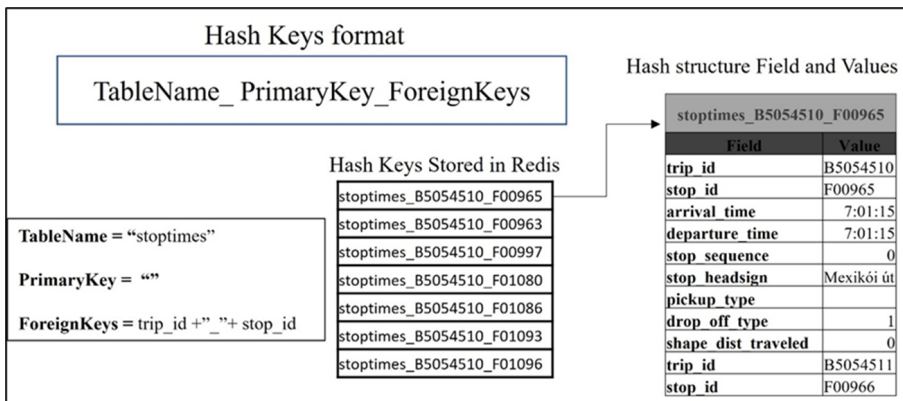 Hash Keys format
TableName_ PrimaryKey_ForeignKeys
Hash Keys Stored in Redis
stoptimes_B5054510_F00965
stoptimes_B5054510_F00963
stoptimes_B5054510_F00997
stoptimes_B5054510_F01080
stoptimes_B5054510_F01086
stoptimes_B5054510_F01093
stoptimes_B5054510_F01096
TableName = “stoptimes”
PrimaryKey = “”
ForeignKeys = trip_id +”_”+ stop_id
Hash structure Field and Values
stoptimes_B5054510_F00965
Field Value
trip_id B5054510
stop_id F00965
arrival_time 7:01:15
departure_time 7:01:15
stop_sequence 0
stop_headsign Mexikói út
pickup_type
drop_off_type 1
shape_dist_traveled 0
trip_id B5054511
stop_id F00966